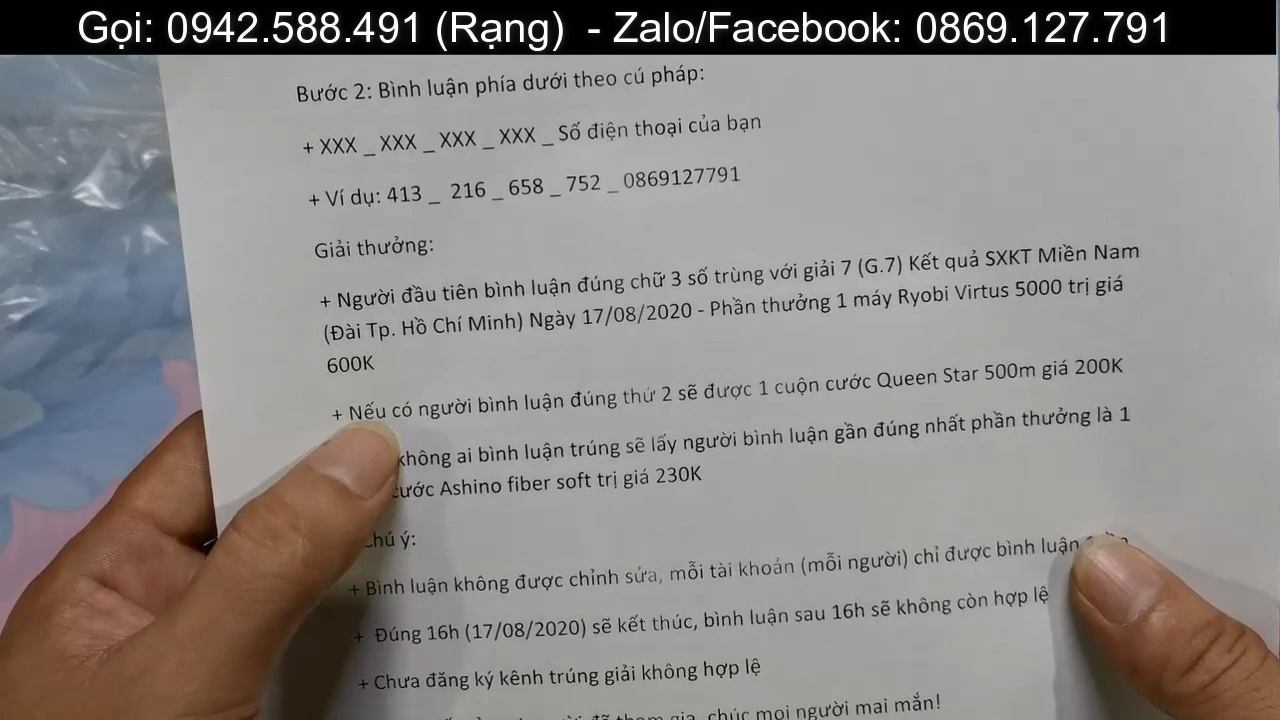 Gọi: 0942.588.491 (Rạng) - Zalo/Facebook: 0869.127.791
Bước 2: Bình luận phía dưới theo cú pháp:
+ XXX _ XXX _ XXX _ XXX _ Số điện thoại của bạn
+ Ví dụ: 413 _ 216 _ 658 _ 752 _ 0869127791
Giải thưởng:
+ Người đầu tiên bình luận đúng chữ 3 số trùng với giải 7 (G.7) Kết quả SXKT Miền Nam
(Đài Tp. Hồ Chí Minh) Ngày 17/08/2020 - Phần thưởng 1 máy Ryobi Virtus 5000 trị giá
600K
+ Nếu có người bình luận đúng thứ 2 sẽ được 1 cuộn cước Queen Star 500m giá 200K
không ai bình luận trúng sẽ lấy người bình luận gần đúng nhất phần thưởng là 1
cước Ashino fiber soft trị giá 230K
Chú ý:
+ Bình luận không được chỉnh sửa, mỗi tài khoản (mỗi người) chỉ được bình luận
+ Đúng 16h (17/08/2020) sẽ kết thúc, bình luận sau 16h sẽ không còn hợp lệ
+ Chưa đăng ký kênh trúng giải không hợp lệ
đã tham gia, chúc mọi người mai mắn!